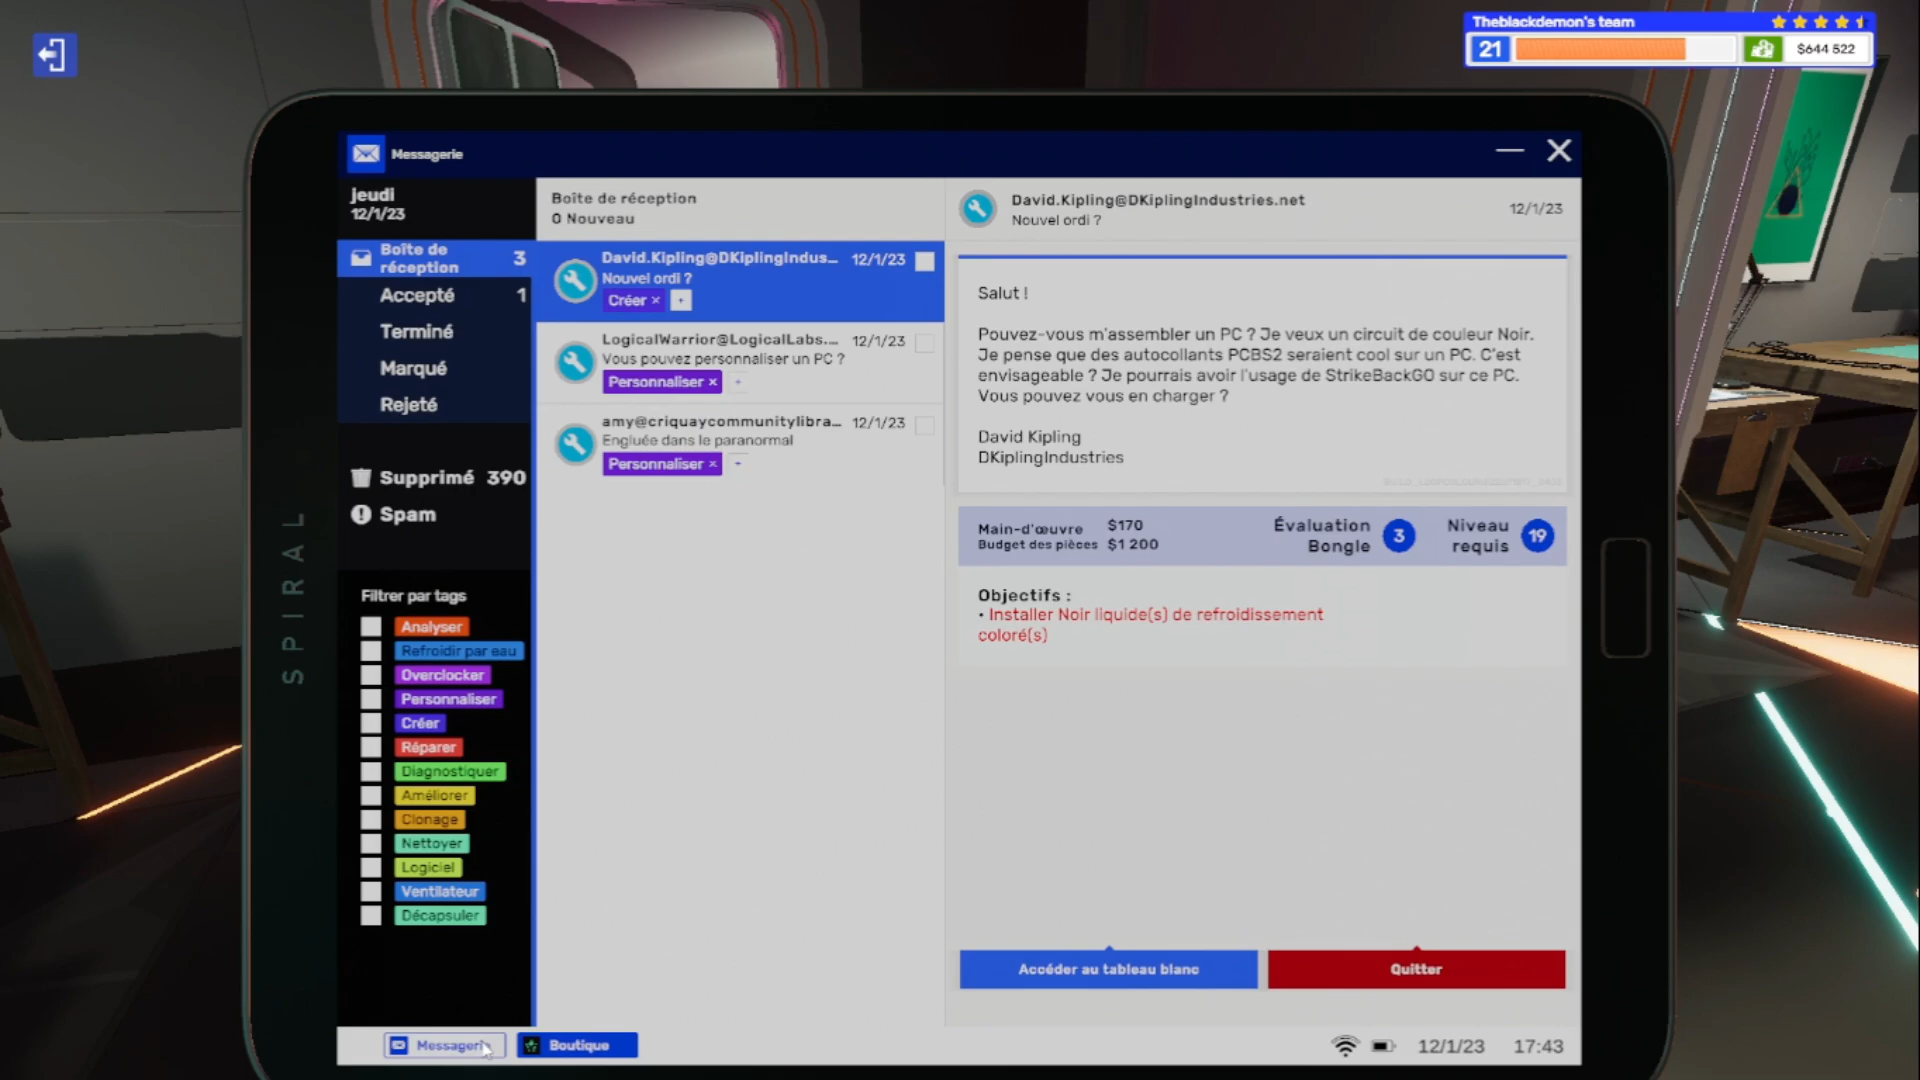 Theblackdemon's team
21
$644 522
SPIRAL
Messagerie
jeudi
12/1/23
Boîte de réception 3
Accepté 1
Terminé
Marqué
Rejeté
Supprimé 390
Spam
Filtrer par tags
Analyser
Refroidir par eau
Overclocker
Personnaliser
Créer
Réparer
Diagnostiquer
Améliorer
Clonage
Nettoyer
Logiciel
Ventilateur
Décapsuler
Boîte de réception
0 Nouveau
David.Kipling@DKiplingIndus... 12/1/23
Nouvel ordi ?
Créer × +
LogicalWarrior@LogicalLabs.... 12/1/23
Vous pouvez personnaliser un PC ?
Personnaliser × +
amy@criquaycommunitylibra... 12/1/23
Engluée dans le paranormal
Personnaliser × +
David.Kipling@DKiplingIndustries.net 12/1/23
Nouvel ordi ?
Salut !
Pouvez-vous m'assembler un PC ? Je veux un circuit de couleur Noir.
Je pense que des autocollants PCBS2 seraient cool sur un PC. C'est
envisageable ? Je pourrais avoir l'usage de StrikeBackGO sur ce PC.
Vous pouvez vous en charger ?
David Kipling
DKiplingIndustries
Main-d'œuvre $170
Budget des pièces $1 200
Évaluation Bongle 3
Niveau requis 19
Objectifs :
• Installer Noir liquide(s) de refroidissement
coloré(s)
Accéder au tableau blanc
Quitter
Messagerie
Boutique
12/1/23 17:43